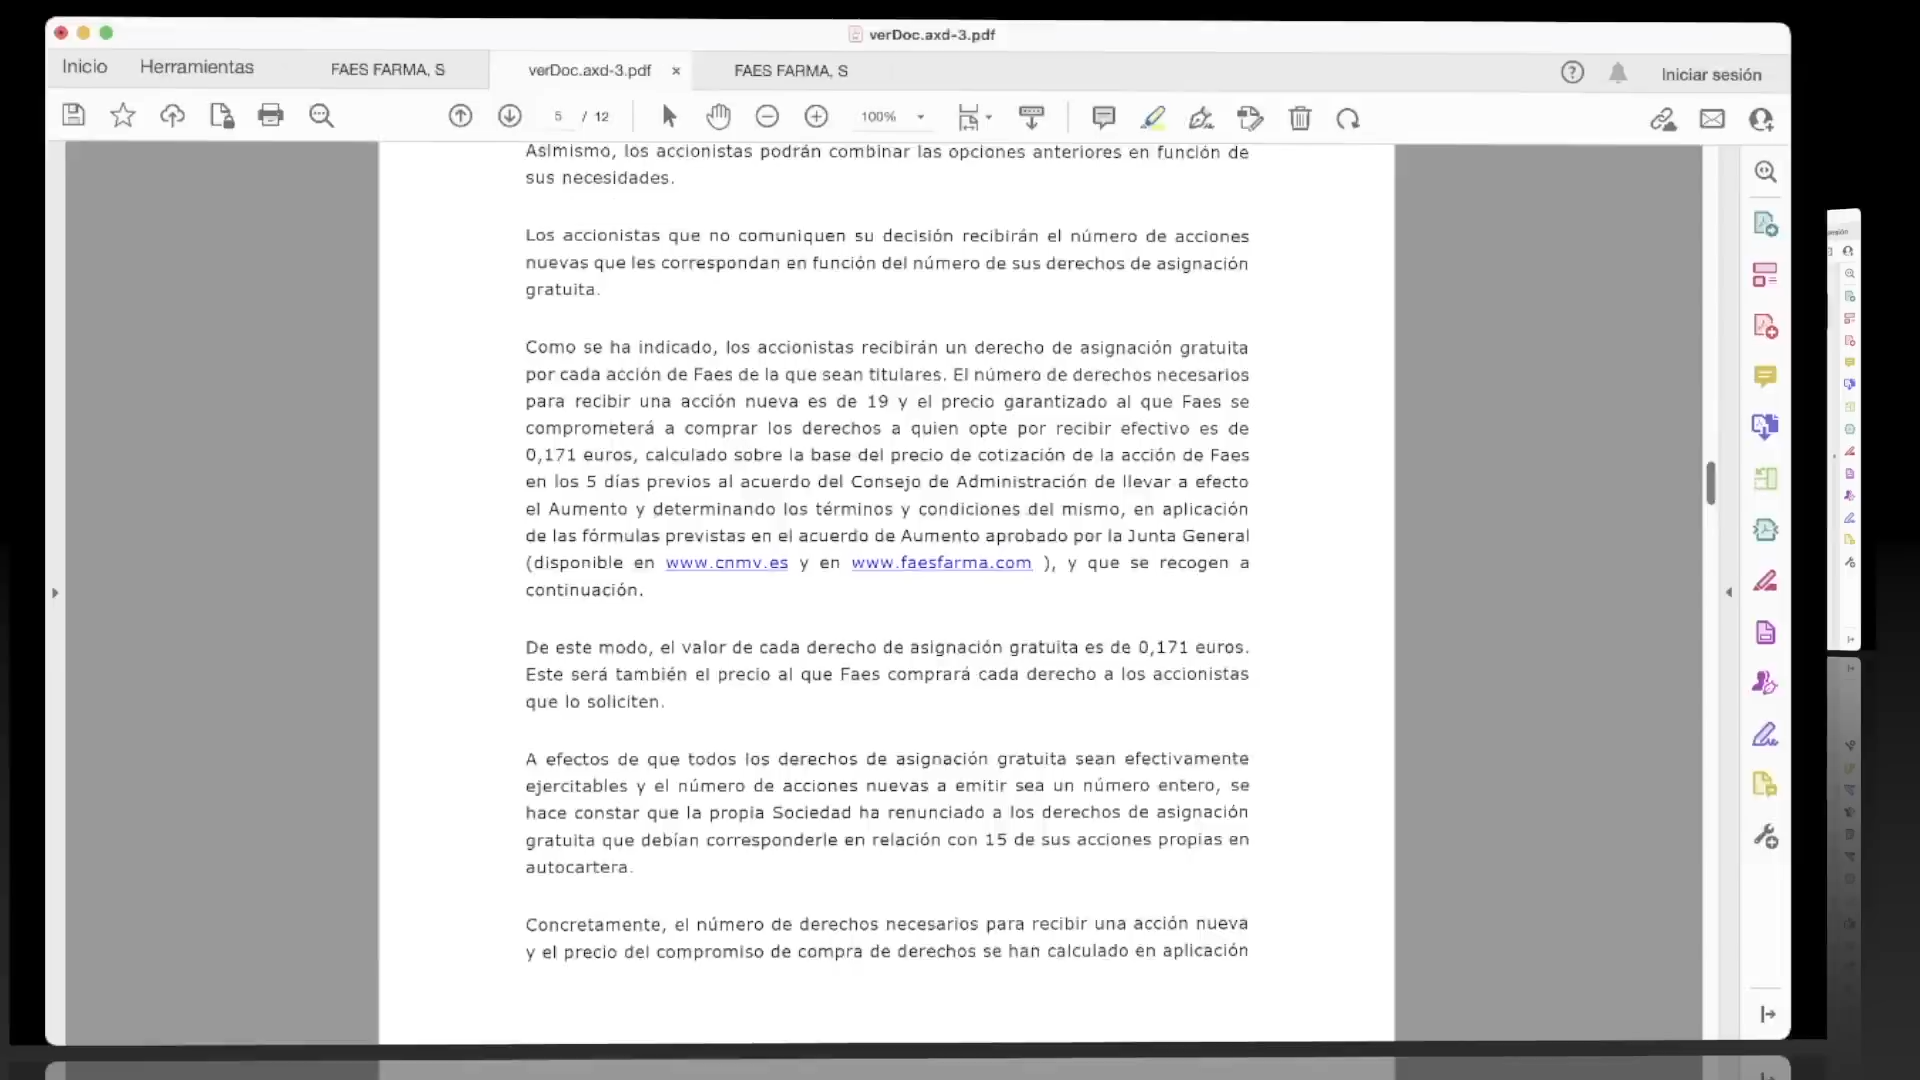 verDoc.axd-3.pdf
Inicio Herramientas FAES FARMA, S verDoc.axd-3.pdf × FAES FARMA, S Iniciar sesión
5 / 12 100%
Asimismo, los accionistas podrán combinar las opciones anteriores en función de
sus necesidades.
Los accionistas que no comuniquen su decisión recibirán el número de acciones
nuevas que les correspondan en función del número de sus derechos de asignación
gratuita.
Como se ha indicado, los accionistas recibirán un derecho de asignación gratuita
por cada acción de Faes de la que sean titulares. El número de derechos necesarios
para recibir una acción nueva es de 19 y el precio garantizado al que Faes se
comprometerá a comprar los derechos a quien opte por recibir efectivo es de
0,171 euros, calculado sobre la base del precio de cotización de la acción de Faes
en los 5 días previos al acuerdo del Consejo de Administración de llevar a efecto
el Aumento y determinando los términos y condiciones del mismo, en aplicación
de las fórmulas previstas en el acuerdo de Aumento aprobado por la Junta General
(disponible en www.cnmv.es y en www.faesfarma.com ), y que se recogen a
continuación.
De este modo, el valor de cada derecho de asignación gratuita es de 0,171 euros.
Este será también el precio al que Faes comprará cada derecho a los accionistas
que lo soliciten.
A efectos de que todos los derechos de asignación gratuita sean efectivamente
ejercitables y el número de acciones nuevas a emitir sea un número entero, se
hace constar que la propia Sociedad ha renunciado a los derechos de asignación
gratuita que debían corresponderle en relación con 15 de sus acciones propias en
autocartera.
Concretamente, el número de derechos necesarios para recibir una acción nueva
y el precio del compromiso de compra de derechos se han calculado en aplicación